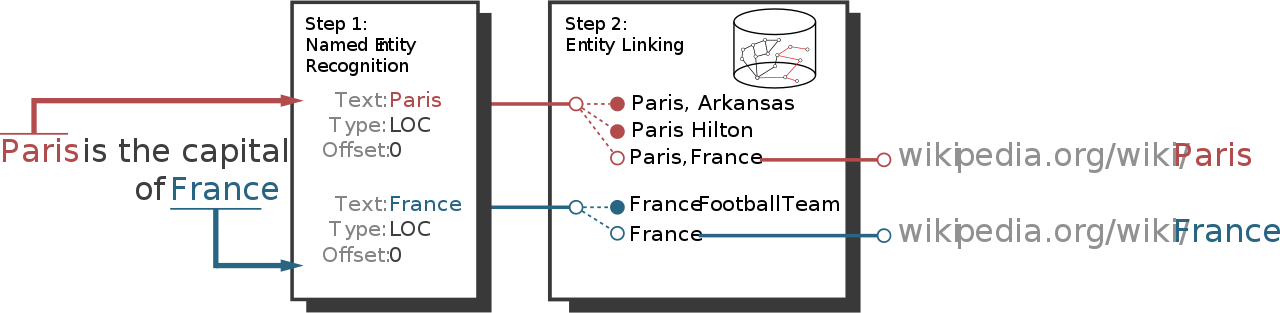 Paris is the capital
of France
Step 1:
Named Entity
Recognition
Text: Paris
Type: LOC
Offset: 0
Text: France
Type: LOC
Offset: 0
Step 2:
Entity Linking
Paris, Arkansas
Paris Hilton
Paris, France
France Football Team
France
wikipedia.org/wiki/Paris
wikipedia.org/wiki/France